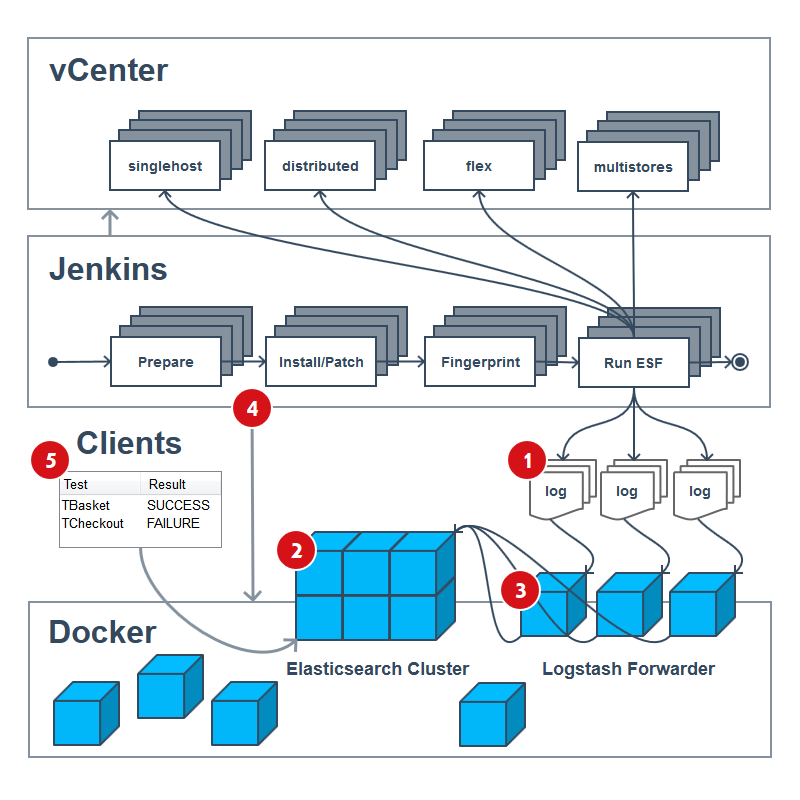 vCenter
singlehost
distributed
flex
multistores
Jenkins
Prepare
Install/Patch
Fingerprint
Run ESF
4
Clients
5
1
Test Result
TBasket SUCCESS
TCheckout FAILURE
log
log
log
2
3
Docker
Elasticsearch Cluster
Logstash Forwarder